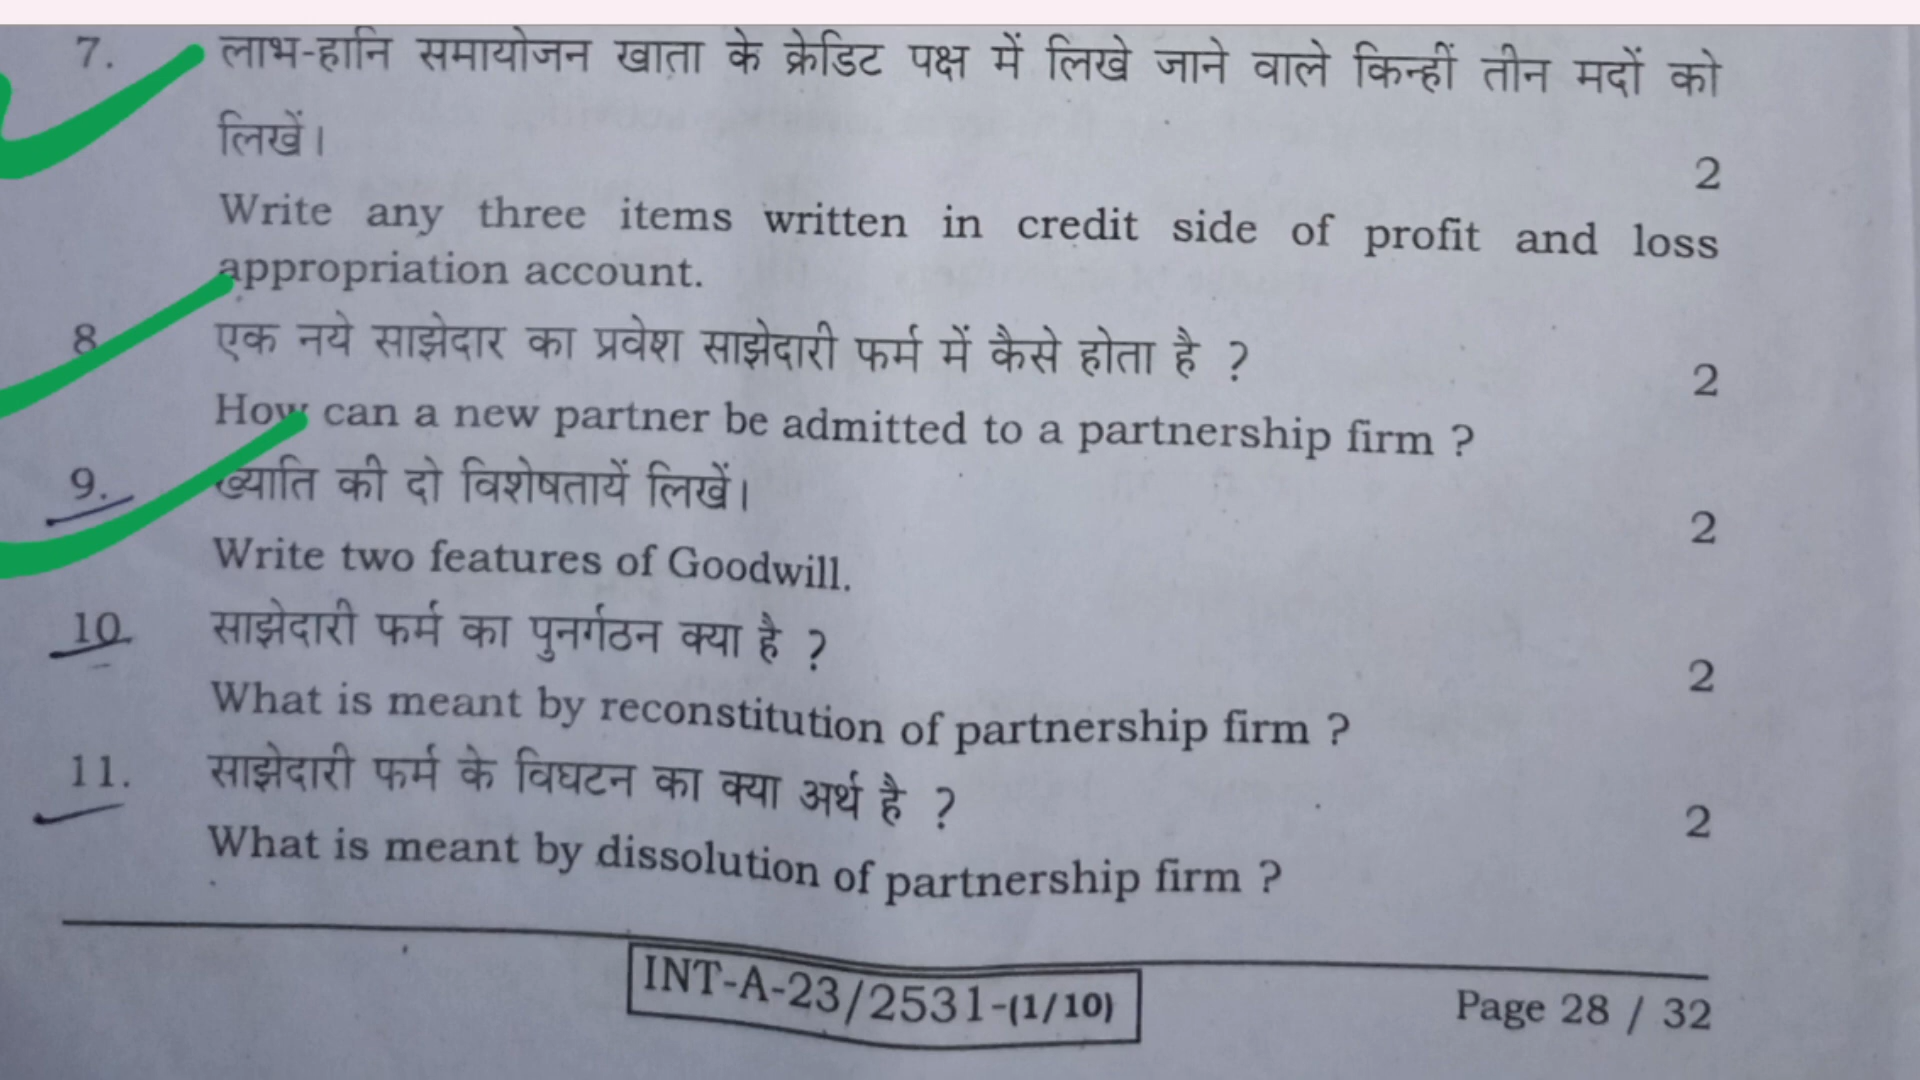 7. लाभ-हानि समायोजन खाता के क्रेडिट पक्ष में लिखे जाने वाले किन्हीं तीन मदों को
लिखें।
2
Write any three items written in credit side of profit and loss
appropriation account.
8 एक नये साझेदार का प्रवेश साझेदारी फर्म में कैसे होता है ?
2
How can a new partner be admitted to a partnership firm ?
9. ख्याति की दो विशेषतायें लिखें।
2
Write two features of Goodwill.
10 साझेदारी फर्म का पुनर्गठन क्या है ?
2
What is meant by reconstitution of partnership firm ?
11. साझेदारी फर्म के विघटन का क्या अर्थ है ?
2
What is meant by dissolution of partnership firm ?
INT-A-23/2531-(1/10)
Page 28 / 32